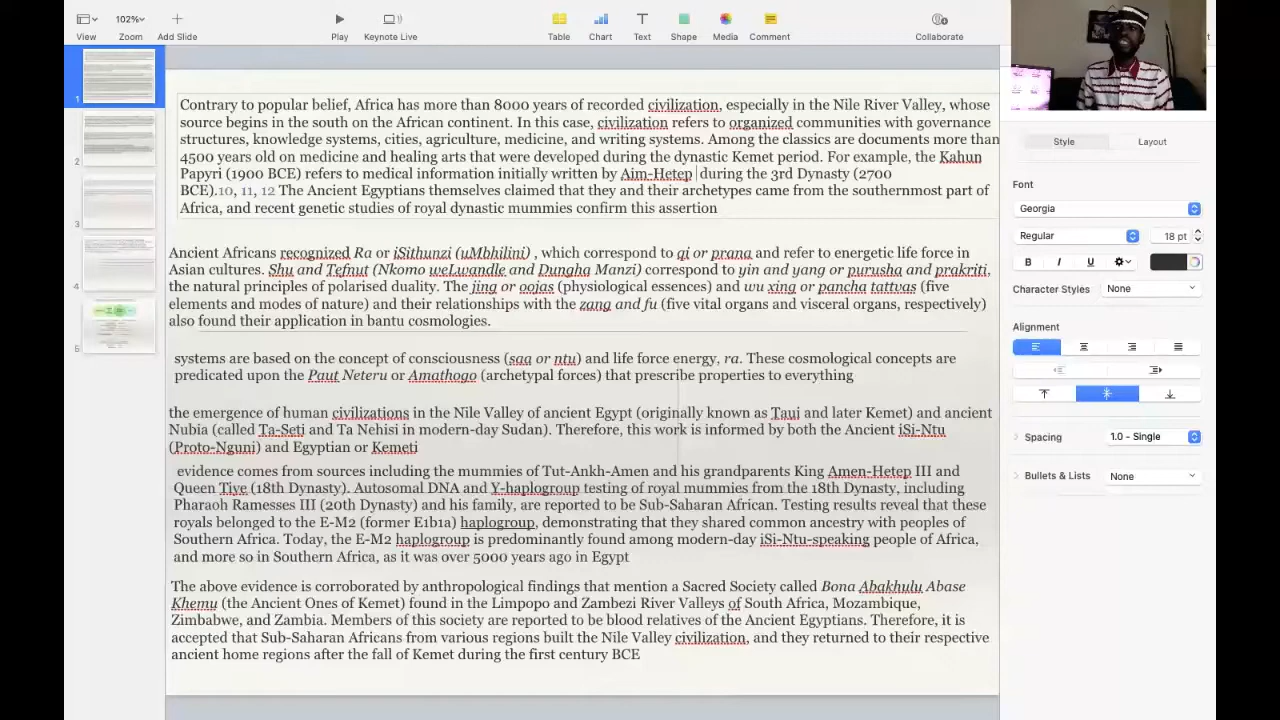 View
102%
Zoom
Add Slide
Play
Keynote Live
Table
Chart
Text
Shape
Media
Comment
Collaborate
1
2
3
4
5
Contrary to popular belief, Africa has more than 8000 years of recorded civilization, especially in the Nile River Valley, whose
source begins in the south on the African continent. In this case, civilization refers to organized communities with governance
structures, knowledge systems, cities, agriculture, medicine, and writing systems. Among the classics are documents more than
4500 years old on medicine and healing arts that were developed during the dynastic Kemet period. For example, the Kahun
Papyri (1900 BCE) refers to medical information initially written by Aim-Hetep during the 3rd Dynasty (2700
BCE).10, 11, 12 The Ancient Egyptians themselves claimed that they and their archetypes came from the southernmost part of
Africa, and recent genetic studies of royal dynastic mummies confirm this assertion
Ancient Africans recognized Ra or iSithunzi (uMbhilini) , which correspond to qi or prana and refer to energetic life force in
Asian cultures. Shu and Tefnut (Nkomo weLwandle and Dungha Manzi) correspond to yin and yang or purusha and prakriti,
the natural principles of polarised duality. The jing or oojas (physiological essences) and wu xing or pancha tattvas (five
elements and modes of nature) and their relationships with the zang and fu (five vital organs and visceral organs, respectively)
also found their application in bantu cosmologies.
systems are based on the concept of consciousness (saa or ntu) and life force energy, ra. These cosmological concepts are
predicated upon the Paut Neteru or Amathogo (archetypal forces) that prescribe properties to everything
the emergence of human civilizations in the Nile Valley of ancient Egypt (originally known as Taui and later Kemet) and ancient
Nubia (called Ta-Seti and Ta Nehisi in modern-day Sudan). Therefore, this work is informed by both the Ancient iSi-Ntu
(Proto-Nguni) and Egyptian or Kemeti
evidence comes from sources including the mummies of Tut-Ankh-Amen and his grandparents King Amen-Hetep III and
Queen Tiye (18th Dynasty). Autosomal DNA and Y-haplogroup testing of royal mummies from the 18th Dynasty, including
Pharaoh Ramesses III (20th Dynasty) and his family, are reported to be Sub-Saharan African. Testing results reveal that these
royals belonged to the E-M2 (former E1b1a) haplogroup, demonstrating that they shared common ancestry with peoples of
Southern Africa. Today, the E-M2 haplogroup is predominantly found among modern-day iSi-Ntu-speaking people of Africa,
and more so in Southern Africa, as it was over 5000 years ago in Egypt
The above evidence is corroborated by anthropological findings that mention a Sacred Society called Bona Abakhulu Abase
Khemu (the Ancient Ones of Kemet) found in the Limpopo and Zambezi River Valleys of South Africa, Mozambique,
Zimbabwe, and Zambia. Members of this society are reported to be blood relatives of the Ancient Egyptians. Therefore, it is
accepted that Sub-Saharan Africans from various regions built the Nile Valley civilization, and they returned to their respective
ancient home regions after the fall of Kemet during the first century BCE
Style
Layout
Font
Georgia
Regular
18 pt
B I U
Character Styles
None
Alignment
Spacing
1.0 - Single
Bullets & Lists
None